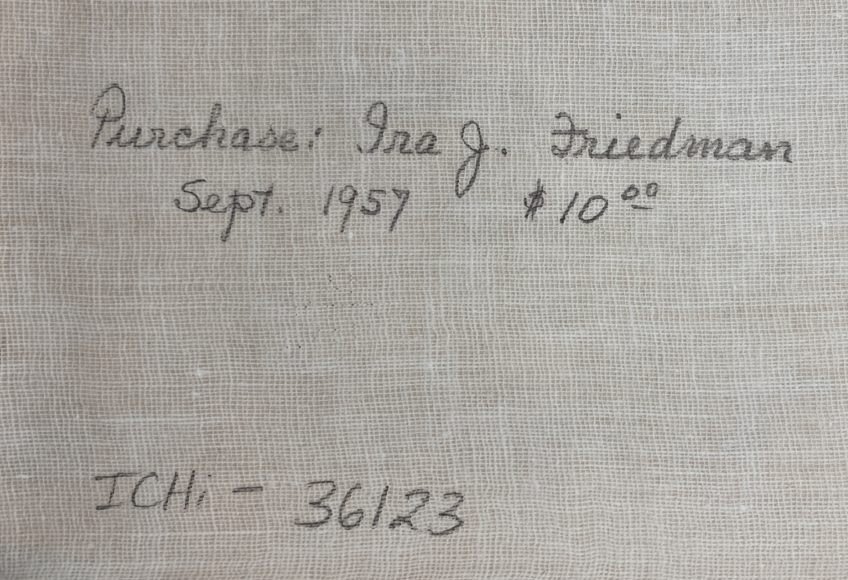 Purchase: Ira J. Friedman
Sept. 1957 $10.00
ICHi - 36123